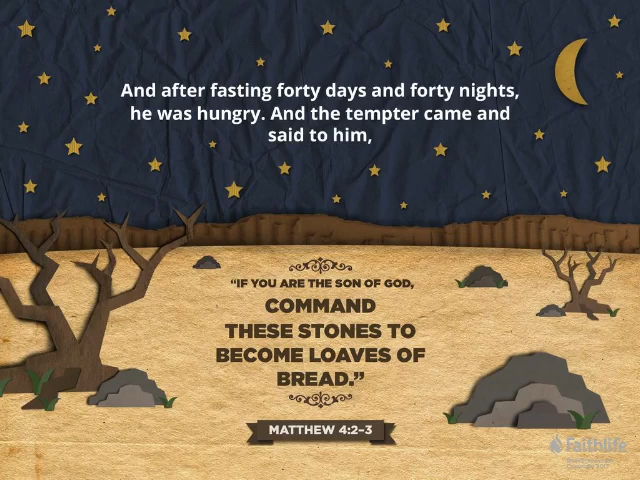 And after fasting forty days and forty nights,
he was hungry. And the tempter came and
said to him,
“IF YOU ARE THE SON OF GOD,
COMMAND
THESE STONES TO
BECOME LOAVES OF
BREAD.”
MATTHEW 4:2–3
Faithlife